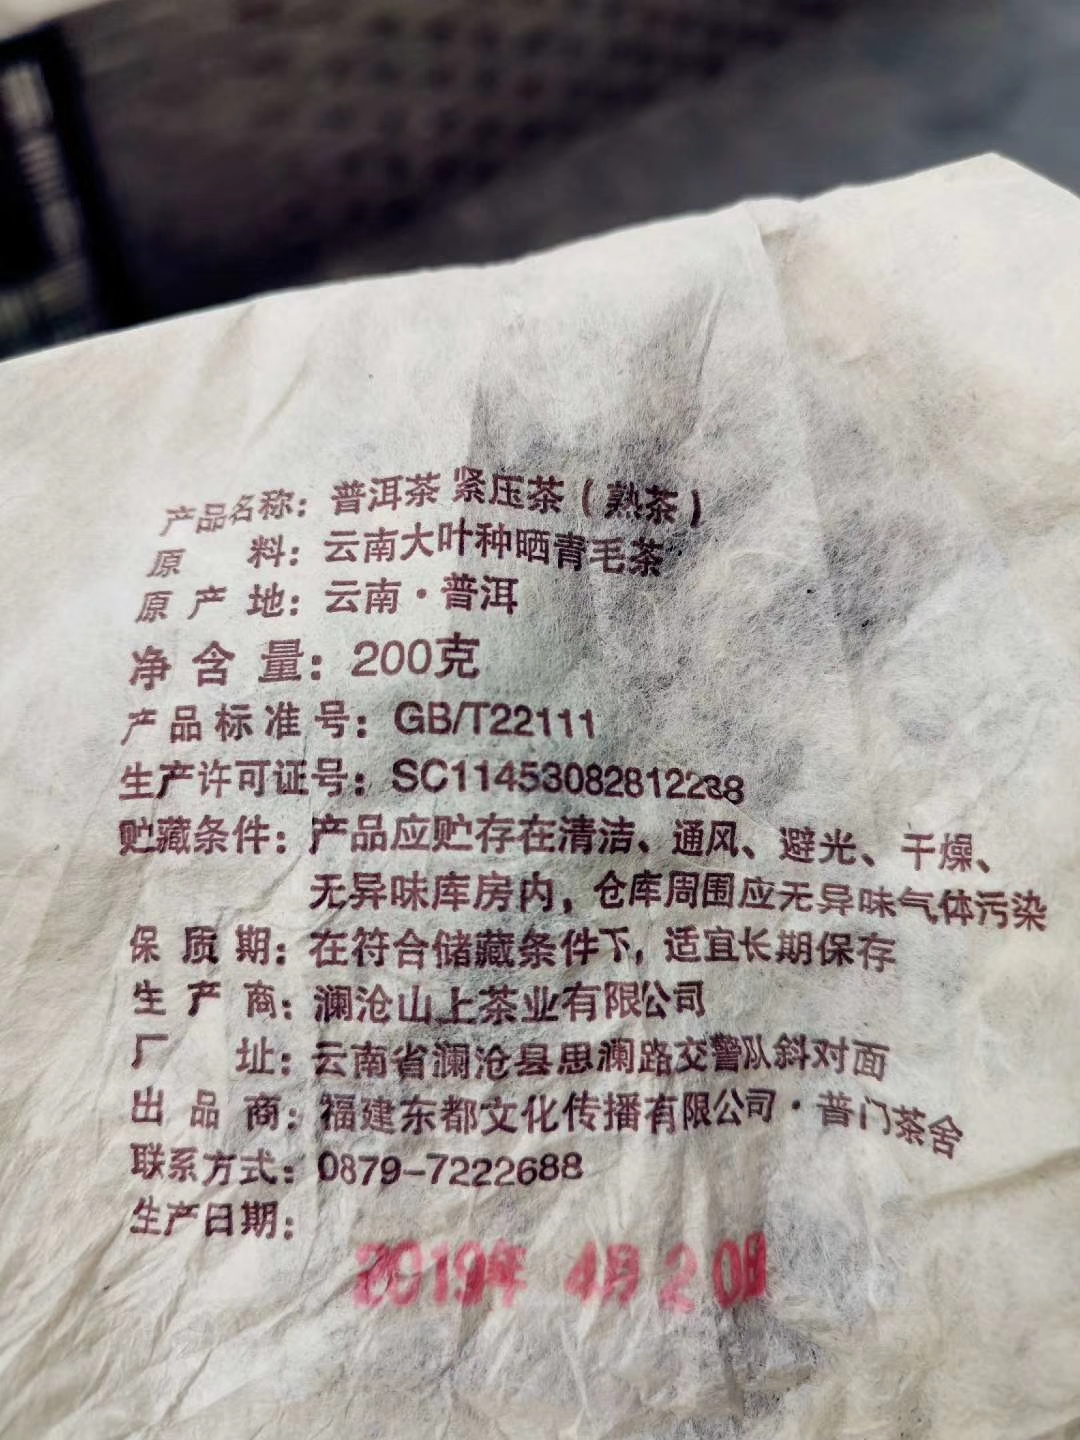 产品名称：普洱茶 紧压茶（熟茶）
原料：云南大叶种晒青毛茶
原产地：云南·普洱
净含量：200克
产品标准号：GB/T22111
生产许可证号：SC11453082812288
贮藏条件：产品应贮存在清洁、通风、避光、干燥、
无异味库房内，仓库周围应无异味气体污染
保质期：在符合储藏条件下，适宜长期保存
生产商：澜沧山上茶业有限公司
厂址：云南省澜沧县思澜路交警队斜对面
出品商：福建东都文化传播有限公司·普门茶舍
联系方式：0879-7222688
生产日期：
2019年 4月20日